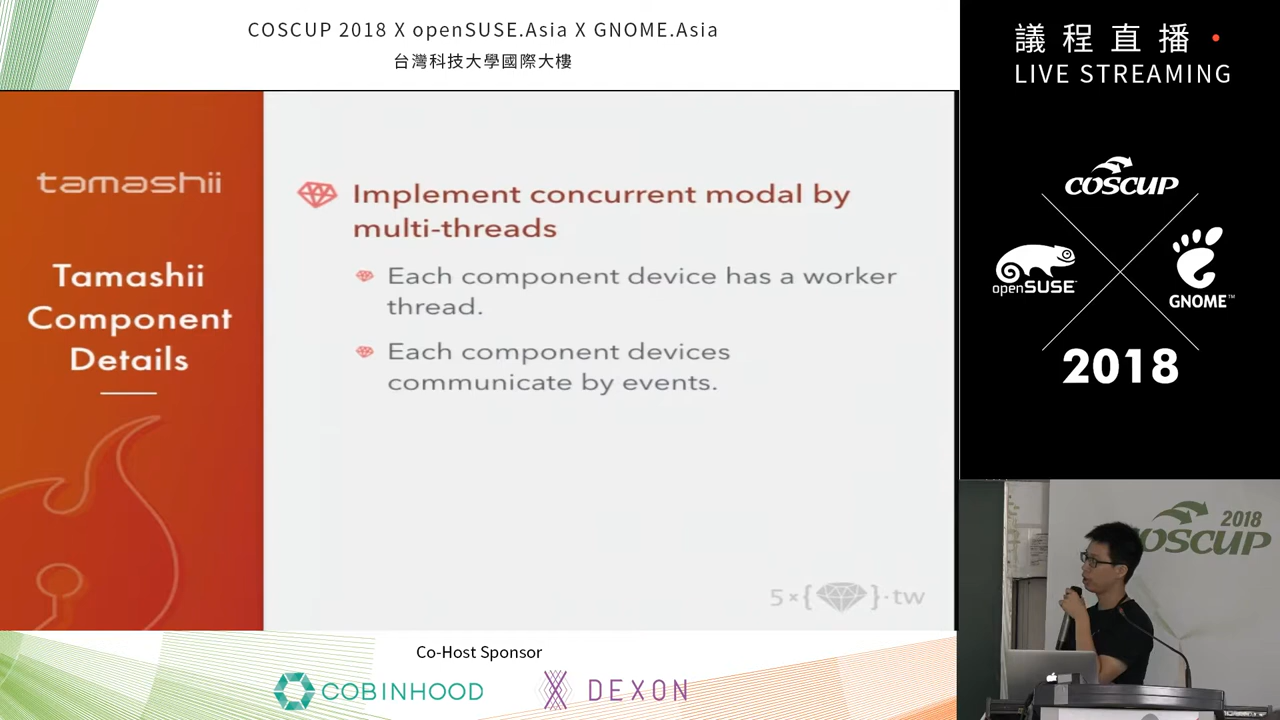 COSCUP 2018 X openSUSE.Asia X GNOME.Asia
台灣科技大學國際大樓
tamashii
Tamashii
Component
Details
Implement concurrent modal by
multi-threads
Each component device has a worker
thread.
Each component devices
communicate by events.
5×{ }.tw
Co-Host Sponsor
COBINHOOD
DEXON
議程直播
LIVE STREAMING
COSCUP
openSUSE
GNOME™
2018
2018
COSCUP